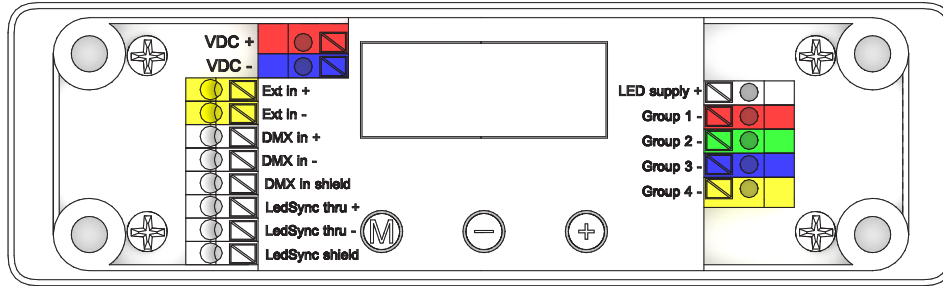 VDC +
VDC -
Ext in +
Ext in -
DMX in +
DMX in -
DMX in shield
LedSync thru +
LedSync thru -
LedSync shield
M
−
+
LED supply +
Group 1 -
Group 2 -
Group 3 -
Group 4 -